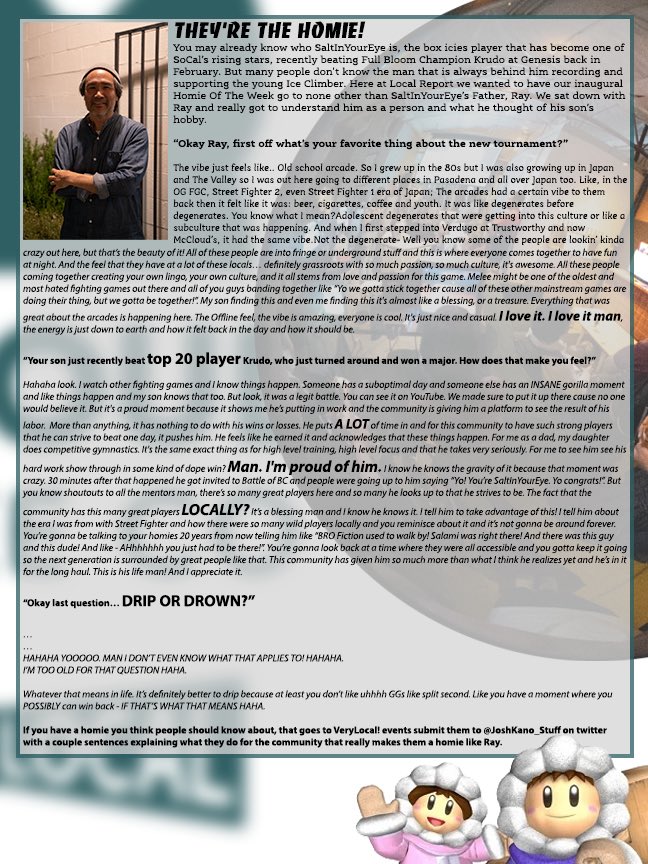 THEY'RE THE HOMIE!
You may already know who SaltInYourEye is, the box icies player that has become one of
SoCal's rising stars, recently beating Full Bloom Champion Krudo at Genesis back in
February. But many people don't know the man that is always behind him recording and
supporting the young Ice Climber. Here at Local Report we wanted to have our inaugural
Homie Of The Week go to none other than SaltInYourEye's Father, Ray. We sat down with
Ray and really got to understand him as a person and what he thought of his son's
hobby.
“Okay Ray, first off what's your favorite thing about the new tournament?”
The vibe just feels like.. Old school arcade. So I grew up in the 80s but I was also growing up in Japan
and The Valley so I was out here going to different places in Pasadena and all over Japan too. Like, in the
OG FGC, Street Fighter 2, even Street Fighter 1 era of Japan; The arcades had a certain vibe to them
back then it felt like it was: beer, cigarettes, coffee and youth. It was like degenerates before
degenerates. You know what I mean?Adolescent degenerates that were getting into this culture or like a
subculture that was happening. And when I first stepped into Verdugo at Trustworthy and now
McCloud's, it had the same vibe.Not the degenerate- Well you know some of the people are lookin' kinda
crazy out here, but that's the beauty of it! All of these people are into fringe or underground stuff and this is where everyone comes together to have fun
at night. And the feel that they have at a lot of these locals… definitely grassroots with so much passion, so much culture, it's awesome. All these people
coming together creating your own lingo, your own culture, and it all stems from love and passion for this game. Melee might be one of the oldest and
most hated fighting games out there and all of you guys banding together like “Yo we gotta stick together cause all of these other mainstream games are
doing their thing, but we gotta be together!”. My son finding this and even me finding this it's almost like a blessing, or a treasure. Everything that was
great about the arcades is happening here. The Offline feel, the vibe is amazing, everyone is cool. It's just nice and casual. I love it. I love it man,
the energy is just down to earth and how it felt back in the day and how it should be.
“Your son just recently beat top 20 player Krudo, who just turned around and won a major. How does that make you feel?”
Hahaha look. I watch other fighting games and I know things happen. Someone has a suboptimal day and someone else has an INSANE gorilla moment
and like things happen and my son knows that too. But look, it was a legit battle. You can see it on YouTube. We made sure to put it up there cause no one
would believe it. But it's a proud moment because it shows me he's putting in work and the community is giving him a platform to see the result of his
labor. More than anything, it has nothing to do with his wins or losses. He puts A LOT of time in and for this community to have such strong players
that he can strive to beat one day, it pushes him. He feels like he earned it and acknowledges that these things happen. For me as a dad, my daughter
does competitive gymnastics. It's the same exact thing as for high level training, high level focus and that he takes very seriously. For me to see him see his
hard work show through in some kind of dope win? Man. I'm proud of him. I know he knows the gravity of it because that moment was
crazy. 30 minutes after that happened he got invited to Battle of BC and people were going up to him saying “Yo! You're SaltInYourEye. Yo congrats!”. But
you know shoutouts to all the mentors man, there's so many great players here and so many he looks up to that he strives to be. The fact that the
community has this many great players LOCALLY? It's a blessing man and I know he knows it. I tell him to take advantage of this! I tell him about
the era I was from with Street Fighter and how there were so many wild players locally and you reminisce about it and it's not gonna be around forever.
You're gonna be talking to your homies 20 years from now telling him like “BRO Fiction used to walk by! Salami was right there! And there was this guy
and this dude! And like - AHhhhhhh you just had to be there!”. You're gonna look back at a time where they were all accessible and you gotta keep it going
so the next generation is surrounded by great people like that. This community has given him so much more than what I think he realizes yet and he's in it
for the long haul. This is his life man! And I appreciate it.
“Okay last question… DRIP OR DROWN?”
…
…
HAHAHA YOOOOO. MAN I DON'T EVEN KNOW WHAT THAT APPLIES TO! HAHAHA.
I'M TOO OLD FOR THAT QUESTION HAHA.
Whatever that means in life. It's definitely better to drip because at least you don't like uhhhh GGs like split second. Like you have a moment where you
POSSIBLY can win back - IF THAT'S WHAT THAT MEANS HAHA.
If you have a homie you think people should know about, that goes to VeryLocal! events submit them to @JoshKano_Stuff on twitter
with a couple sentences explaining what they do for the community that really makes them a homie like Ray.
LOCAL